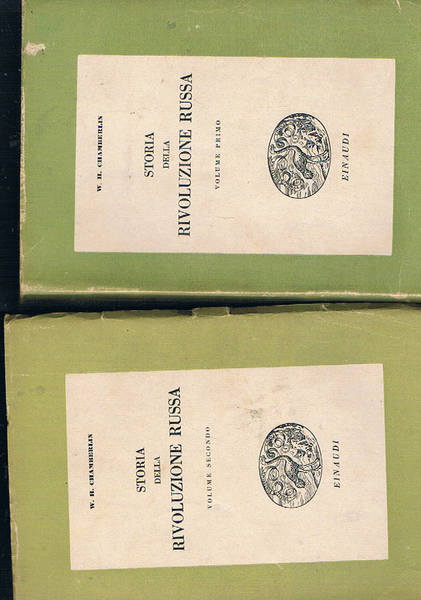 W. H. CHAMBERLIN
STORIA
DELLA
RIVOLUZIONE RUSSA
VOLUME PRIMO
EINAUDI
W. H. CHAMBERLIN
STORIA
DELLA
RIVOLUZIONE RUSSA
VOLUME SECONDO
EINAUDI